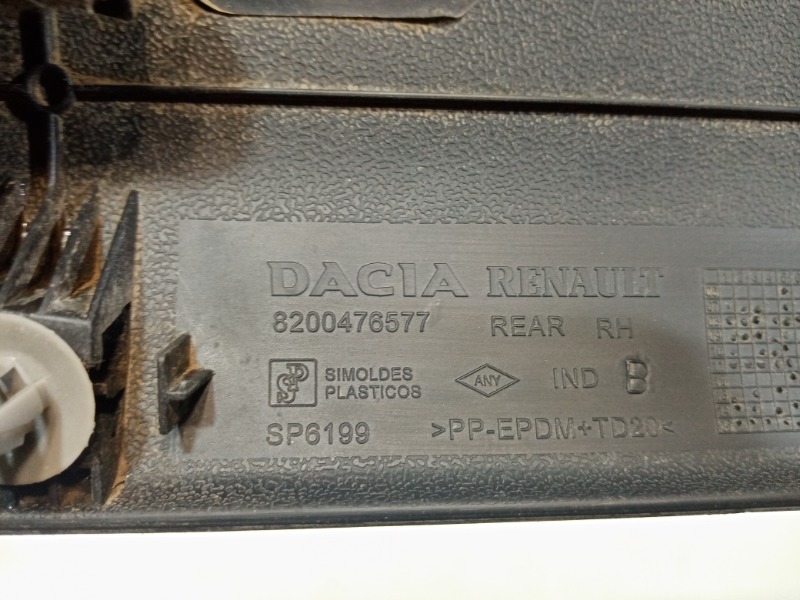 DACIA RENAULT
8200476577 REAR RH
SIMOLDES PLASTICOS ANY IND B
SP6199 >PP-EPDM+TD20<